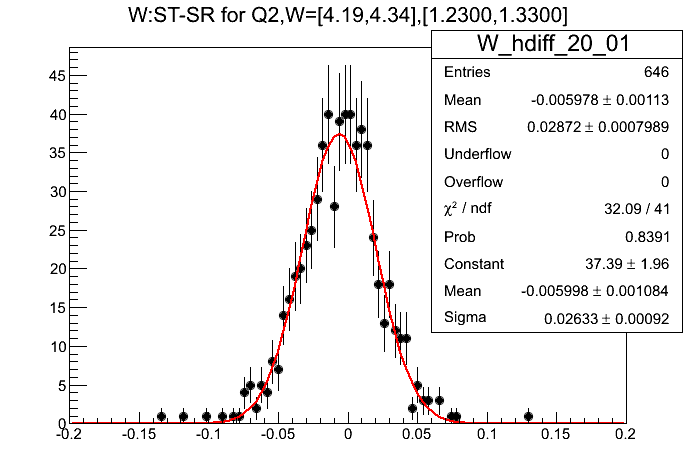 W:ST-SR for Q2,W=[4.19,4.34],[1.2300,1.3300]
W_hdiff_20_01
Entries 646
Mean -0.005978 ± 0.00113
RMS 0.02872 ± 0.0007989
Underflow 0
Overflow 0
χ² / ndf 32.09 / 41
Prob 0.8391
Constant 37.39 ± 1.96
Mean -0.005998 ± 0.001084
Sigma 0.02633 ± 0.00092
45
40
35
30
25
20
15
10
5
0
-0.2 -0.15 -0.1 -0.05 0 0.05 0.1 0.15 0.2